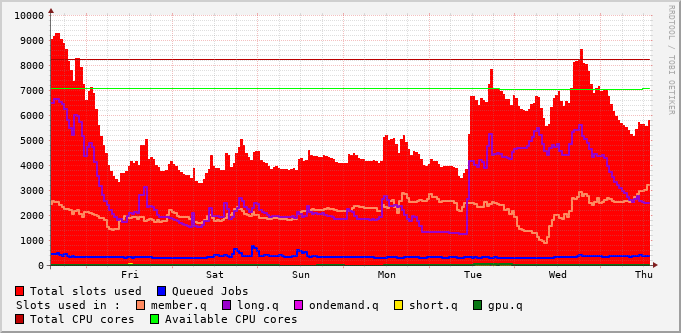 RRDTOOL / TOBI OETIKER
10000
9000
8000
7000
6000
5000
4000
3000
2000
1000
0
Fri Sat Sun Mon Tue Wed Thu
Total slots used Queued Jobs
Slots used in : member.q long.q ondemand.q short.q gpu.q
Total CPU cores Available CPU cores